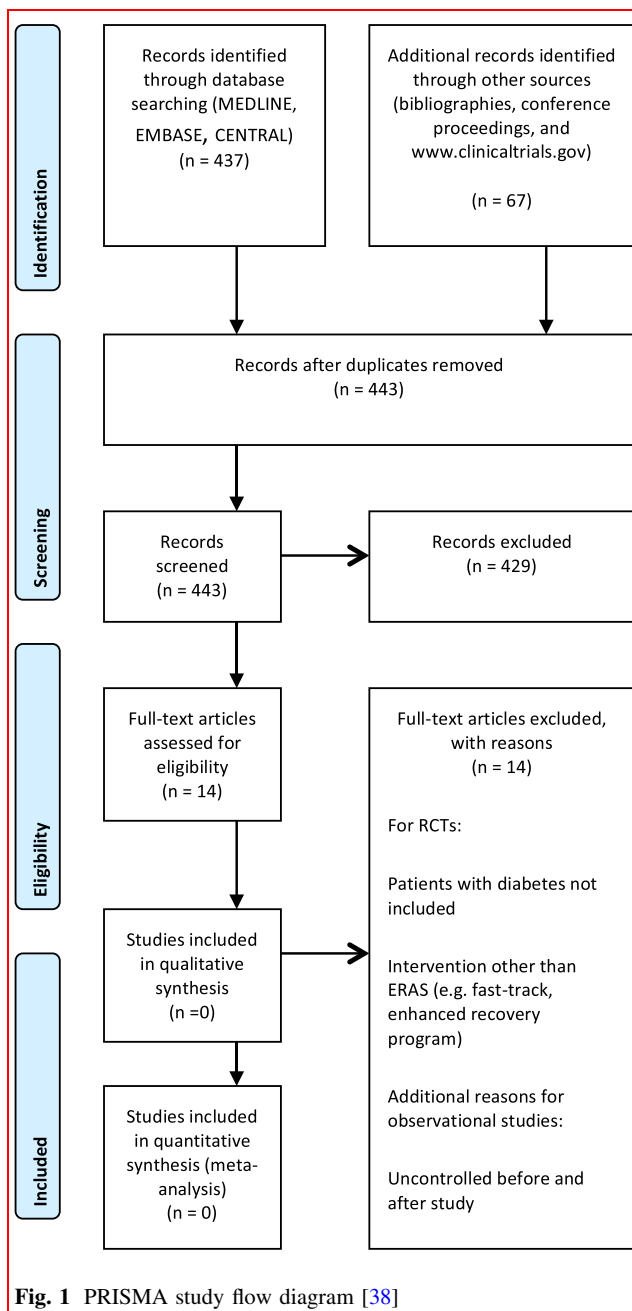 Identification
Records identified
through database
searching (MEDLINE,
EMBASE, CENTRAL)
(n = 437)
Additional records identified
through other sources
(bibliographies, conference
proceedings, and
www.clinicaltrials.gov)
(n = 67)
Screening
Records after duplicates removed
(n = 443)
Records
screened
(n = 443)
Records excluded
(n = 429)
Eligibility
Full-text articles
assessed for
eligibility
(n = 14)
Full-text articles excluded,
with reasons
(n = 14)
For RCTs:
Patients with diabetes not
included
Intervention other than
ERAS (e.g. fast-track,
enhanced recovery
program)
Additional reasons for
observational studies:
Uncontrolled before and
after study
Included
Studies included
in qualitative
synthesis
(n =0)
Studies included
in quantitative
synthesis (meta-
analysis)
(n = 0)
Fig. 1 PRISMA study flow diagram [38]